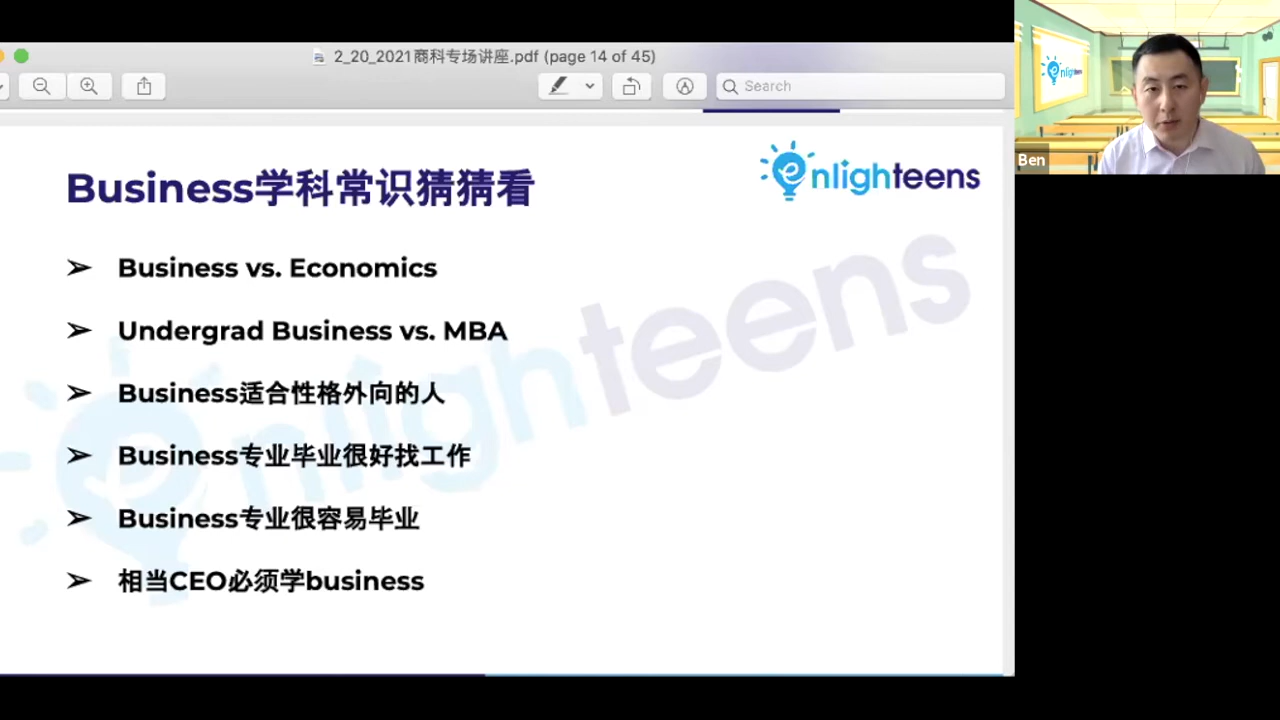 2_20_2021商科专场讲座.pdf (page 14 of 45)
Search
enlighteens
Ben
Business学科常识猜猜看
enlighteens
➢ Business vs. Economics
➢ Undergrad Business vs. MBA
➢ Business适合性格外向的人
➢ Business专业毕业很好找工作
➢ Business专业很容易毕业
➢ 相当CEO必须学business
enlighteens